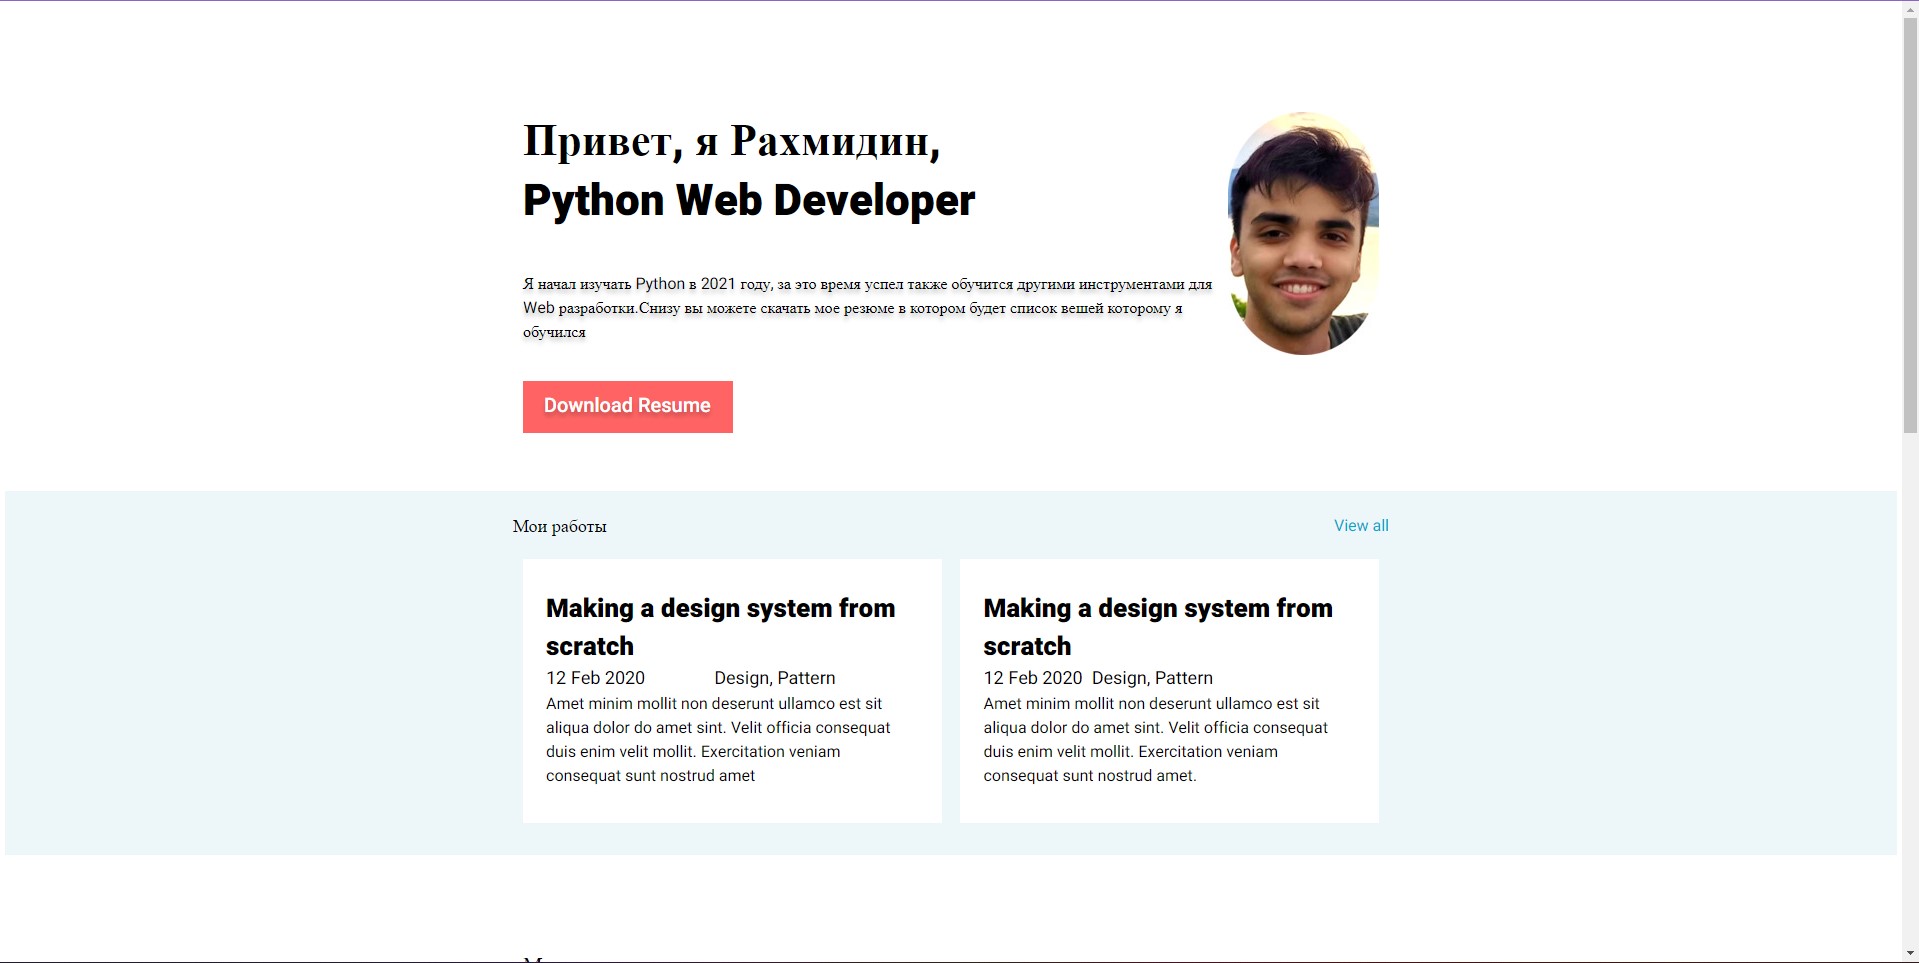 Привет, я Рахмидин,
Python Web Developer
Я начал изучать Python в 2021 году, за это время успел также обучится другими инструментами для
Web разработки.Снизу вы можете скачать мое резюме в котором будет список вешей которому я
обучился
Download Resume
Мои работы
View all
Making a design system from
scratch
12 Feb 2020 Design, Pattern
Amet minim mollit non deserunt ullamco est sit
aliqua dolor do amet sint. Velit officia consequat
duis enim velit mollit. Exercitation veniam
consequat sunt nostrud amet
Making a design system from
scratch
12 Feb 2020 Design, Pattern
Amet minim mollit non deserunt ullamco est sit
aliqua dolor do amet sint. Velit officia consequat
duis enim velit mollit. Exercitation veniam
consequat sunt nostrud amet.